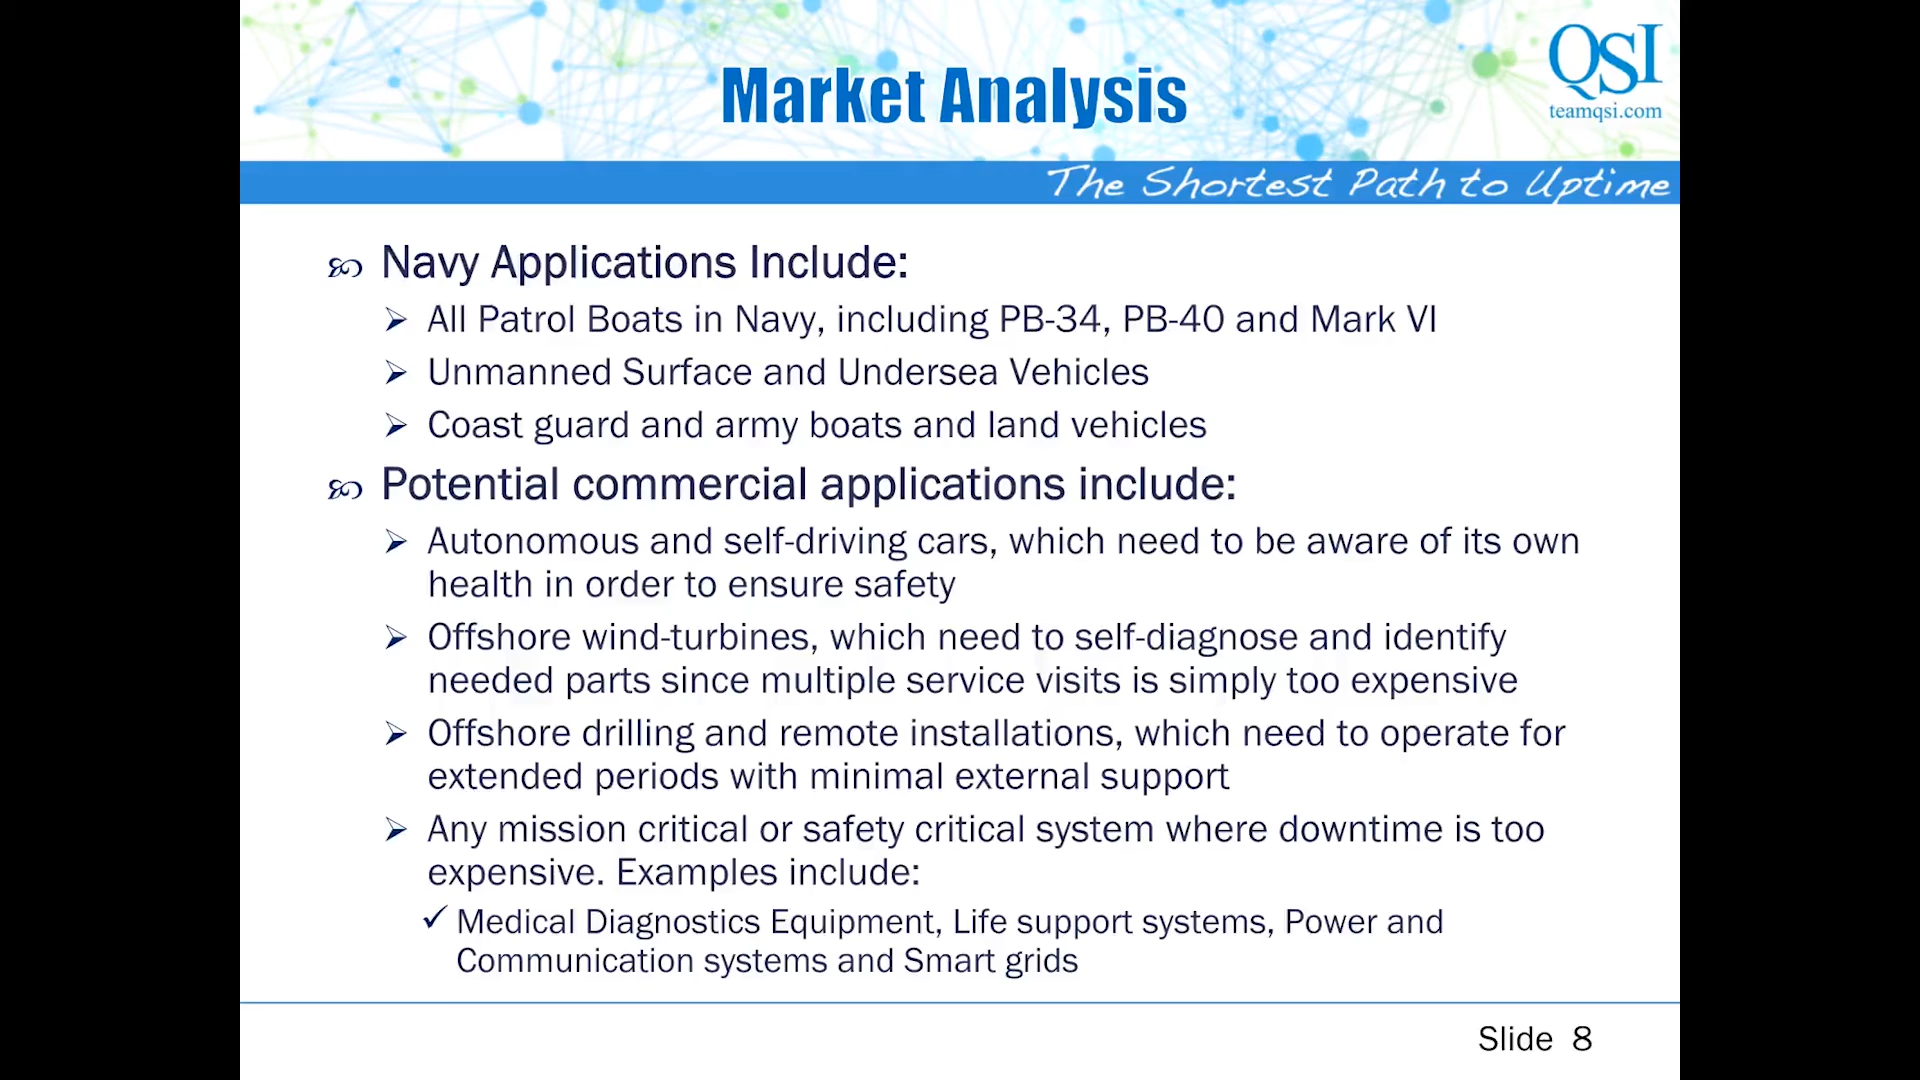 Market Analysis
QSI
teamqsi.com
The Shortest Path to Uptime
Navy Applications Include:
All Patrol Boats in Navy, including PB-34, PB-40 and Mark VI
Unmanned Surface and Undersea Vehicles
Coast guard and army boats and land vehicles
Potential commercial applications include:
Autonomous and self-driving cars, which need to be aware of its own
health in order to ensure safety
Offshore wind-turbines, which need to self-diagnose and identify
needed parts since multiple service visits is simply too expensive
Offshore drilling and remote installations, which need to operate for
extended periods with minimal external support
Any mission critical or safety critical system where downtime is too
expensive. Examples include:
Medical Diagnostics Equipment, Life support systems, Power and
Communication systems and Smart grids
Slide 8